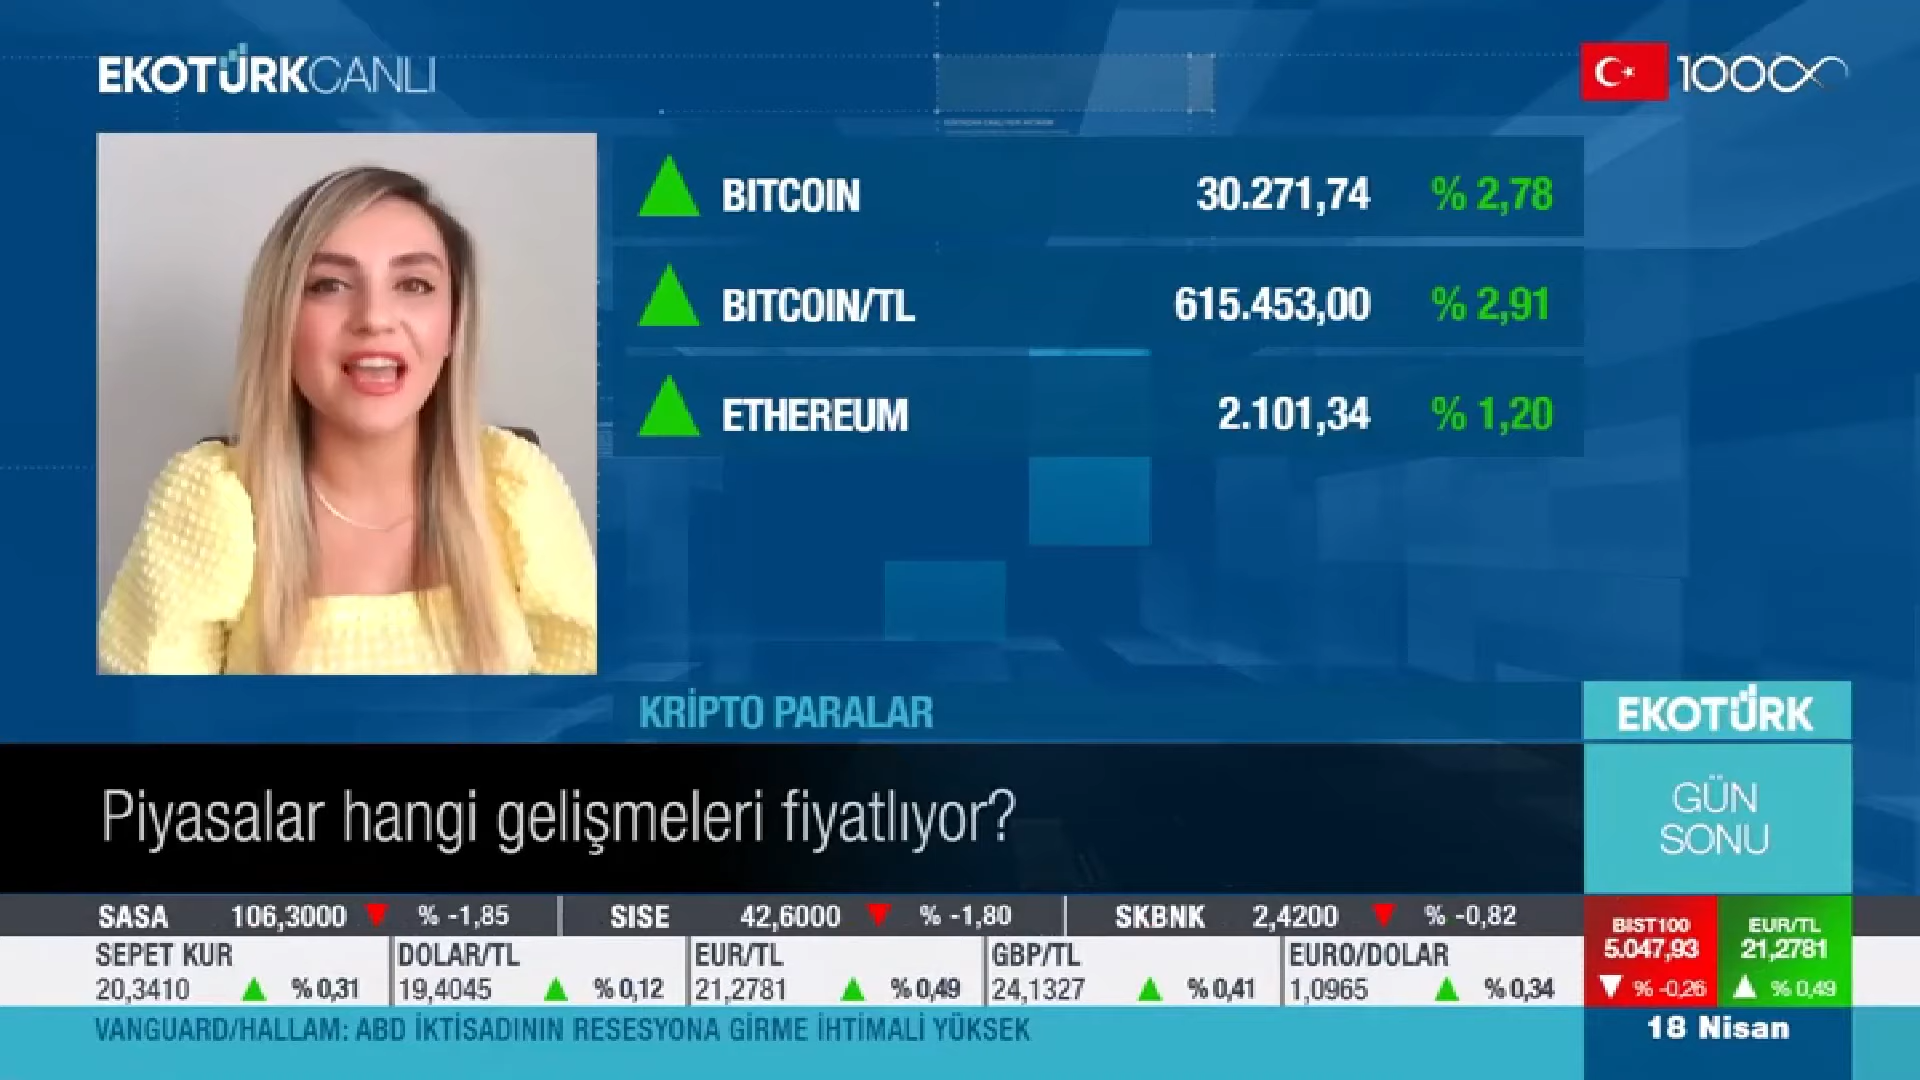 EKOTÜRKCANLI
100
BITCOIN 30.271,74 % 2,78
BITCOIN/TL 615.453,00 % 2,91
ETHEREUM 2.101,34 % 1,20
KRİPTO PARALAR
EKOTÜRK
Piyasalar hangi gelişmeleri fiyatlıyor?
GÜN
SONU
SASA 106,3000 % -1,85
SISE 42,6000 % -1,80
SKBNK 2,4200 % -0,82
SEPET KUR
20,3410 % 0,31
DOLAR/TL
19,4045 % 0,12
EUR/TL
21,2781 % 0,49
GBP/TL
24,1327 % 0,41
EURO/DOLAR
1,0965 % 0,34
BIST100
5.047,93
% -0,26
EUR/TL
21,2781
% 0,49
VANGUARD/HALLAM: ABD İKTİSADININ RESESYONA GİRME İHTİMALİ YÜKSEK
18 Nisan